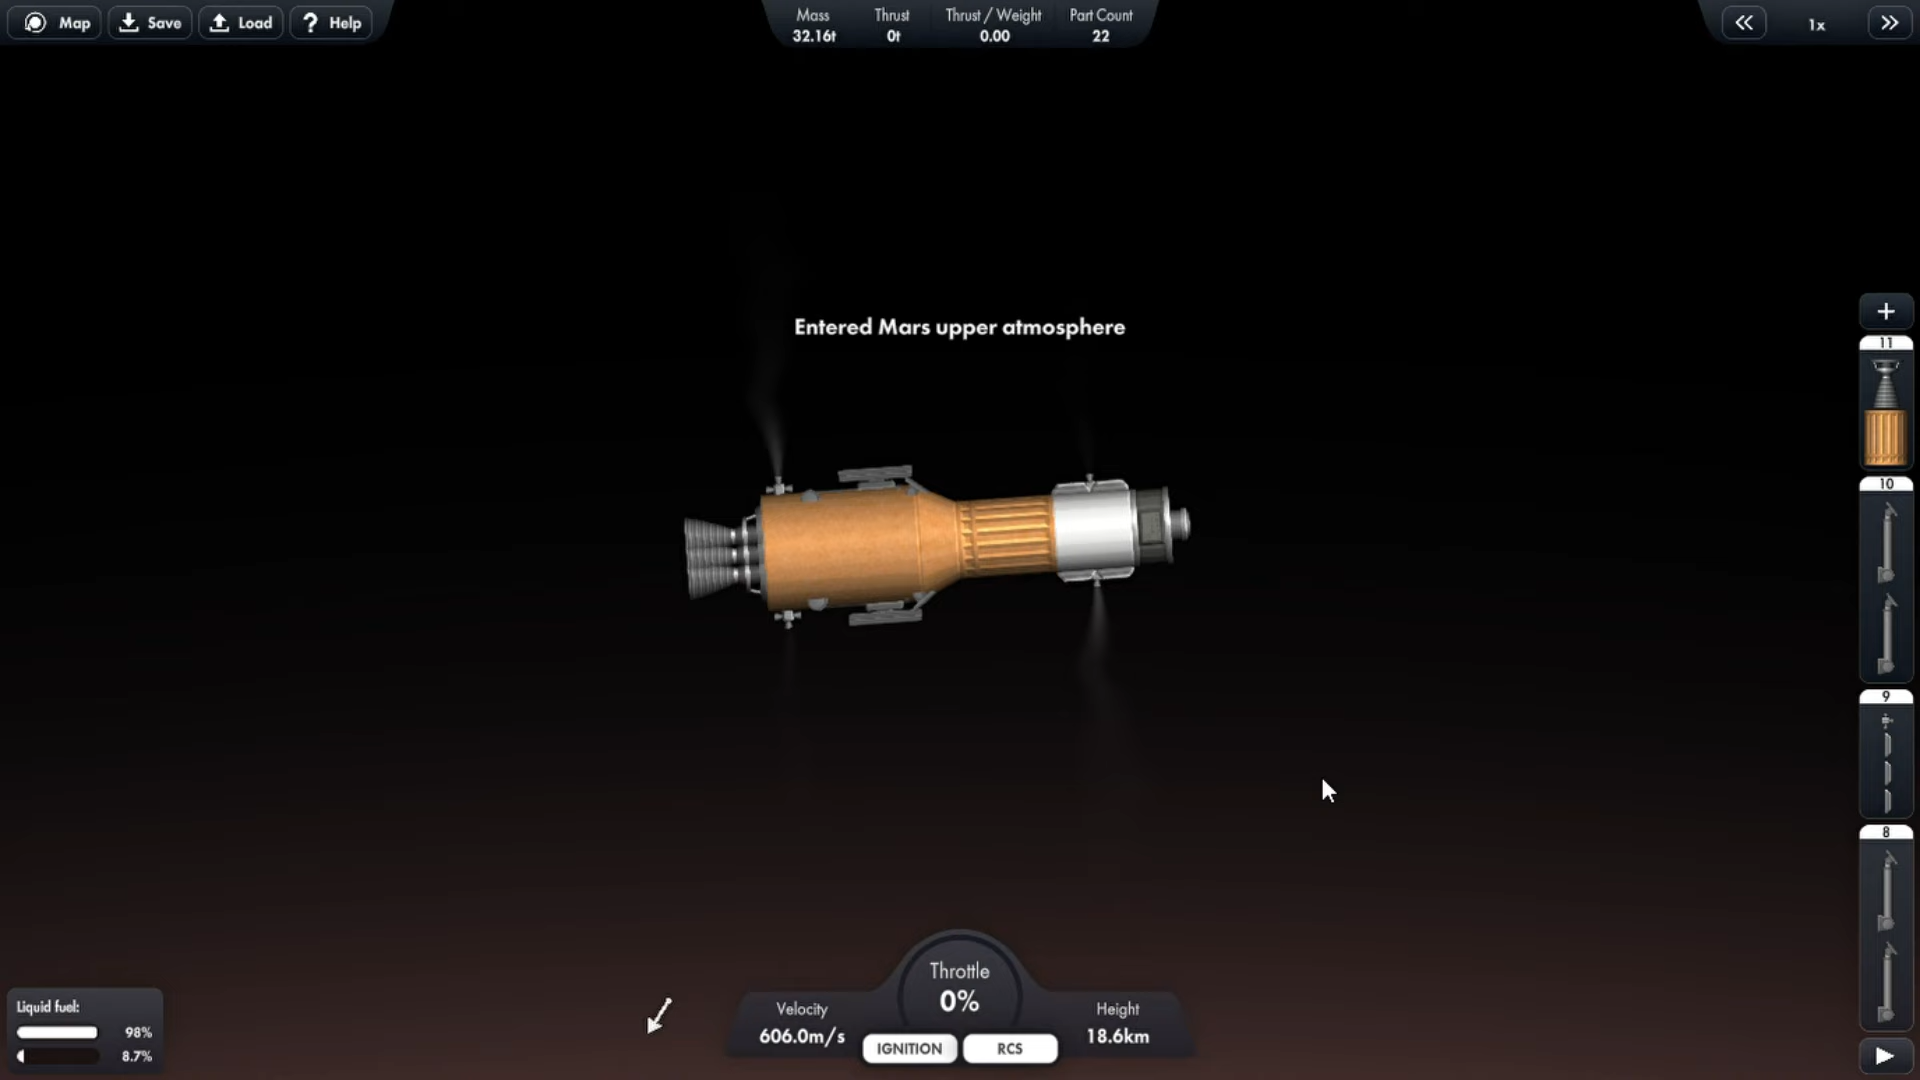 Map
Save
Load
? Help
Mass
32.16t
Thrust
0t
Thrust / Weight
0.00
Part Count
22
1x
Entered Mars upper atmosphere
+
11
10
9
8
Liquid fuel:
98%
8.7%
Throttle
0%
Velocity
606.0m/s
Height
18.6km
IGNITION
RCS